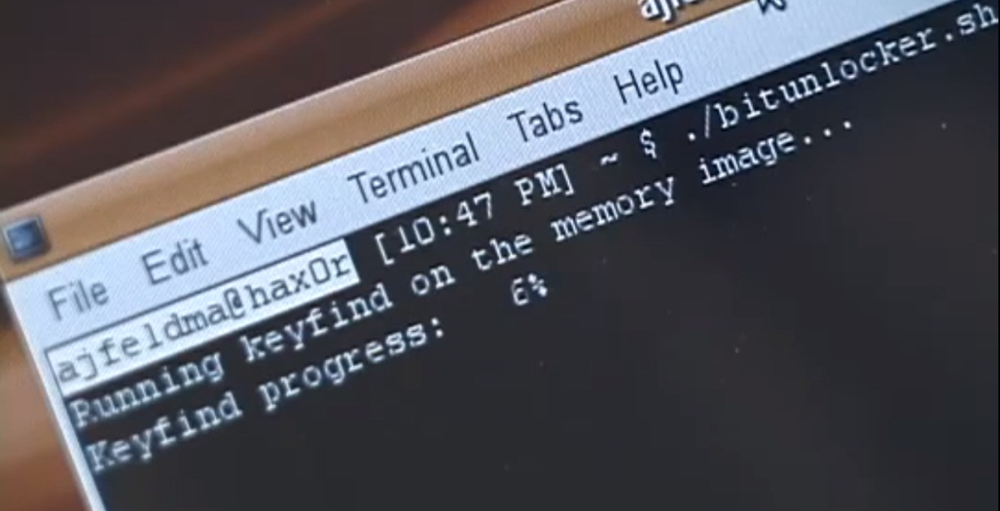 File Edit View Terminal Tabs Help
ajfeldma@hax0r [10:47 PM] ~ $ ./bitunlocker.sh
Running keyfind on the memory image...
Keyfind progress: 6%